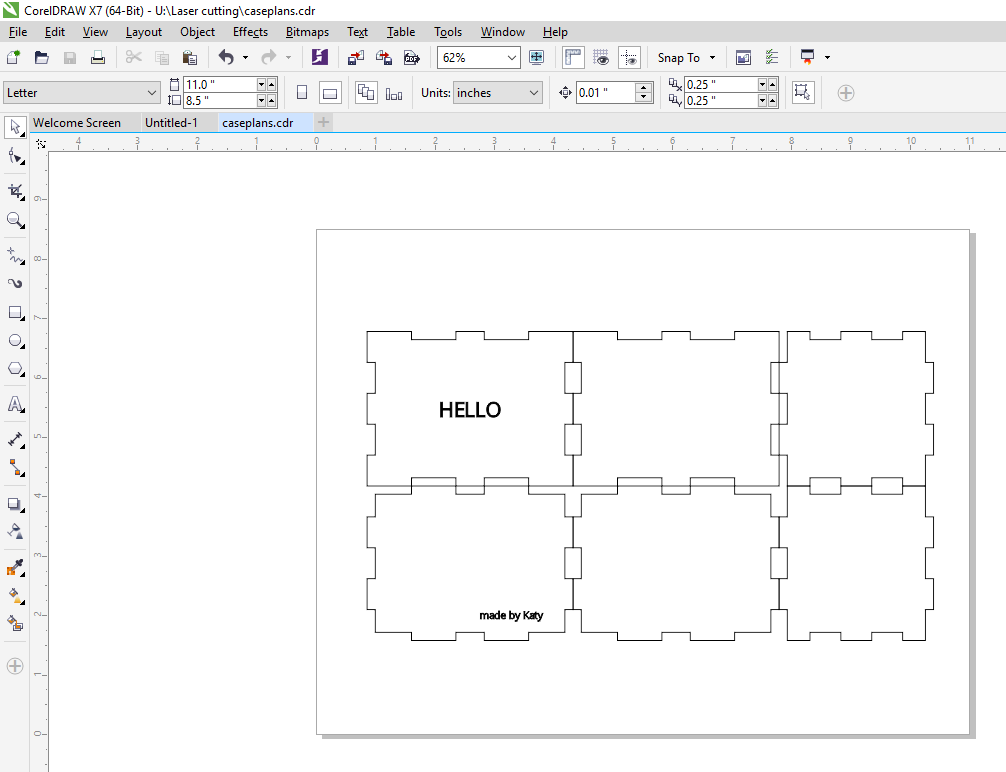 CorelDRAW X7 (64-Bit) - U:\Laser cutting\caseplans.cdr
File Edit View Layout Object Effects Bitmaps Text Table Tools Window Help
62% Snap To
Letter 11.0 " 8.5 " Units: inches 0.01 " 0.25 " 0.25 "
Welcome Screen Untitled-1 caseplans.cdr
4 3 2 1 0 1 2 3 4 5 6 7 8 9 10 11
9
8
7
6
5
4
3
2
1
0
HELLO
made by Katy